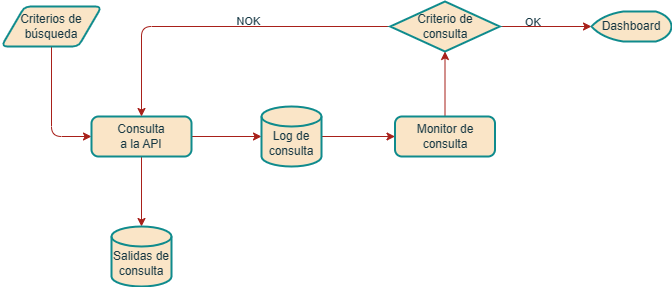 Criterios de
búsqueda
NOK
Criterio de
consulta
OK
Dashboard
Consulta
a la API
Log de
consulta
Monitor de
consulta
Salidas de
consulta